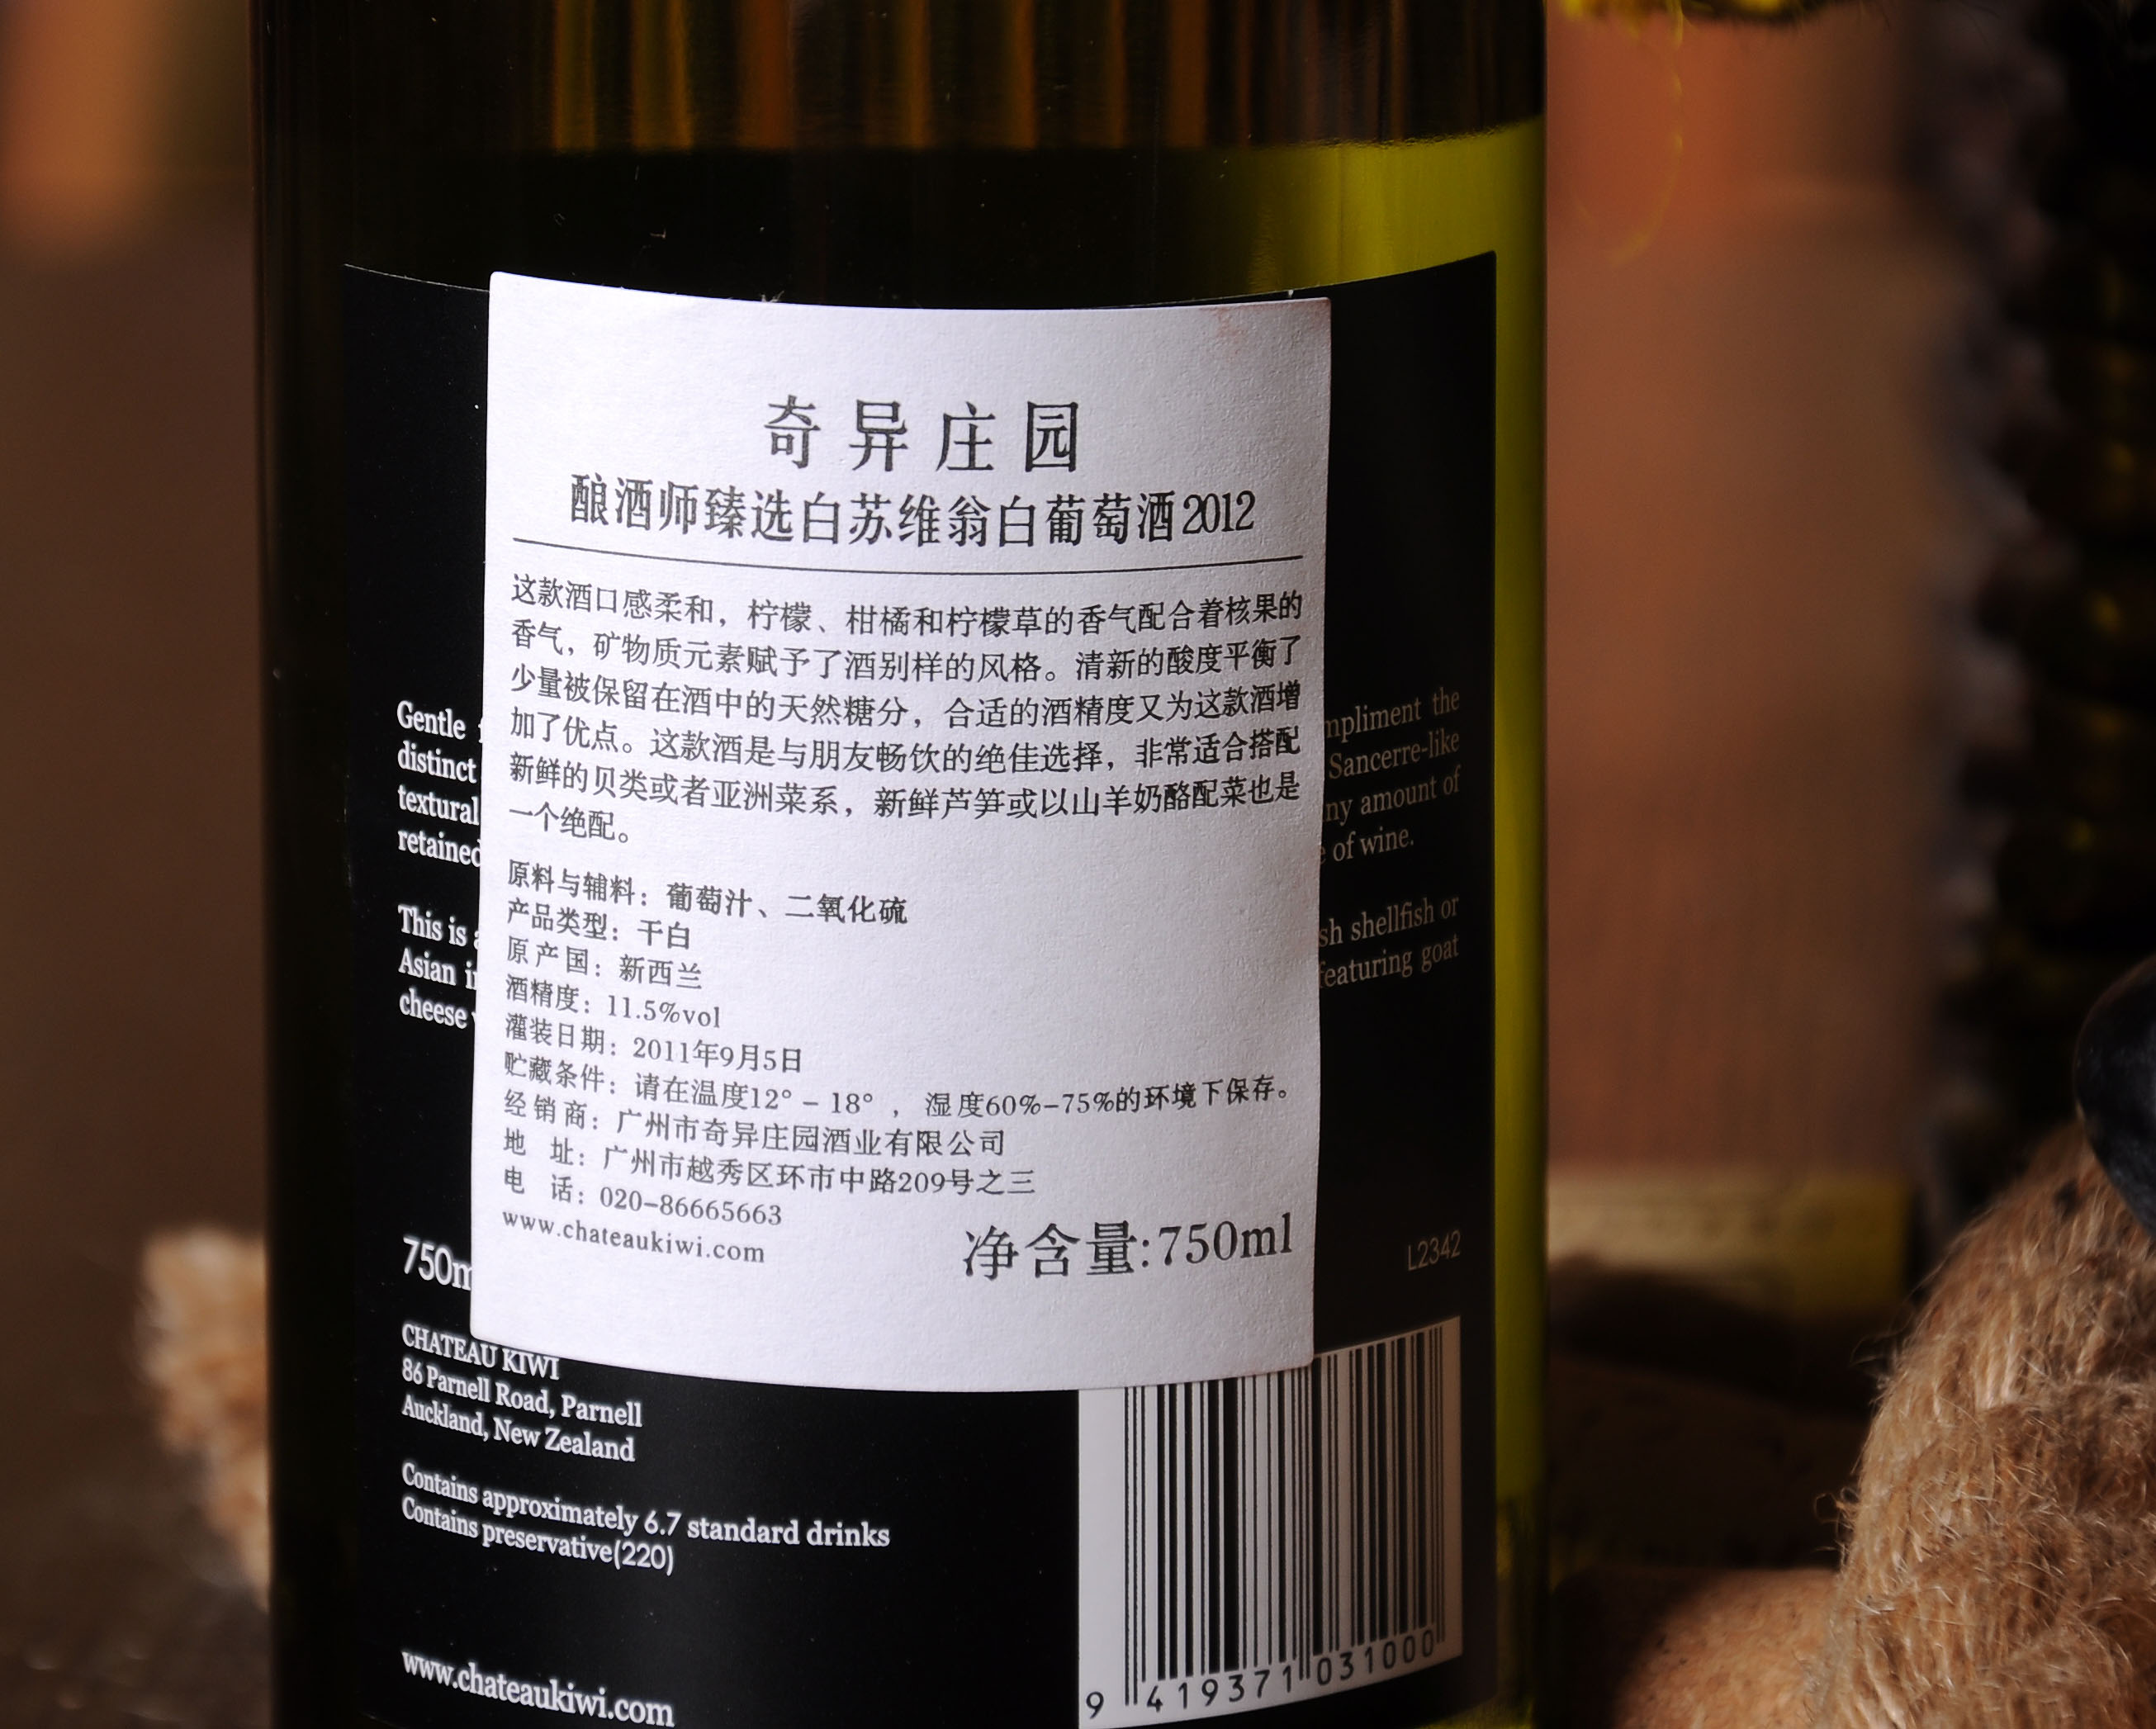 奇异庄园
酿酒师臻选白苏维翁白葡萄酒2012
这款酒口感柔和，柠檬、柑橘和柠檬草的香气配合着核果的
香气，矿物质元素赋予了酒别样的风格。清新的酸度平衡了
少量被保留在酒中的天然糖分，合适的酒精度又为这款酒增
加了优点。这款酒是与朋友畅饮的绝佳选择，非常适合搭配
新鲜的贝类或者亚洲菜系，新鲜芦笋或以山羊奶酪配菜也是
一个绝配。
原料与辅料：葡萄汁、二氧化硫
产品类型：干白
原产国：新西兰
酒精度：11.5%vol
灌装日期：2011年9月5日
贮藏条件：请在温度12°–18°，湿度60%–75%的环境下保存。
经销商：广州市奇异庄园酒业有限公司
地 址：广州市越秀区环市中路209号之三
电 话：020-86665663
www.chateaukiwi.com
净含量:750ml
Gentle
distinct
textural
retained
This is
Asian
cheese
the
Sancerre-like
amount of
of wine.
shellfish or
featuring goat
L2342
CHATEAU KIWI
86 Parnell Road, Parnell
Auckland, New Zealand
Contains approximately 6.7 standard drinks
Contains preservative(220)
www.chateaukiwi.com
9 419371 031000